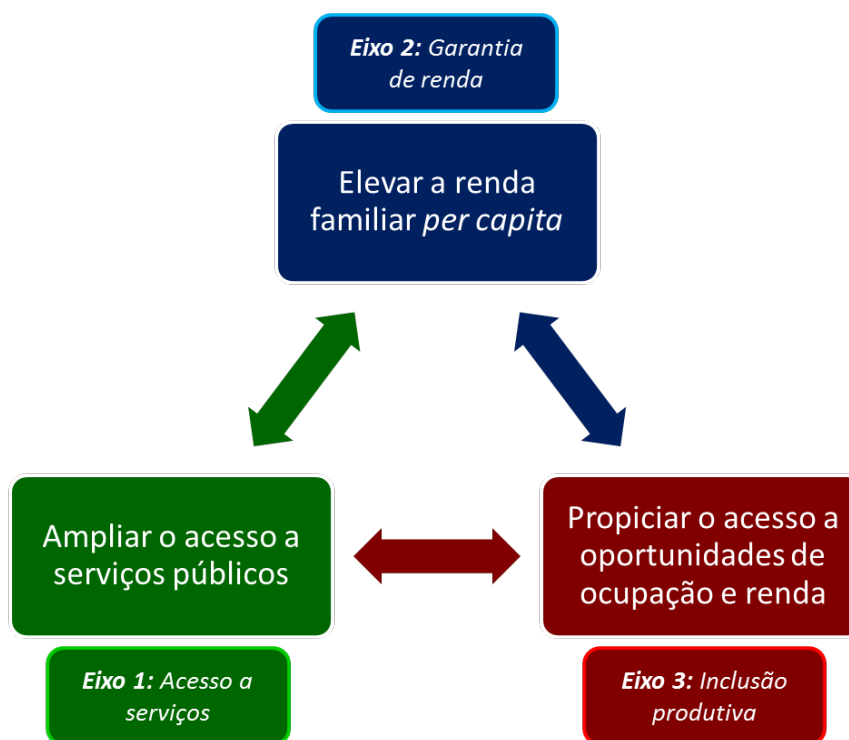 Eixo 2: Garantia
de renda
Elevar a renda
familiar per capita
Ampliar o acesso a
serviços públicos
Eixo 1: Acesso a
serviços
Propiciar o acesso a
oportunidades de
ocupação e renda
Eixo 3: Inclusão
produtiva